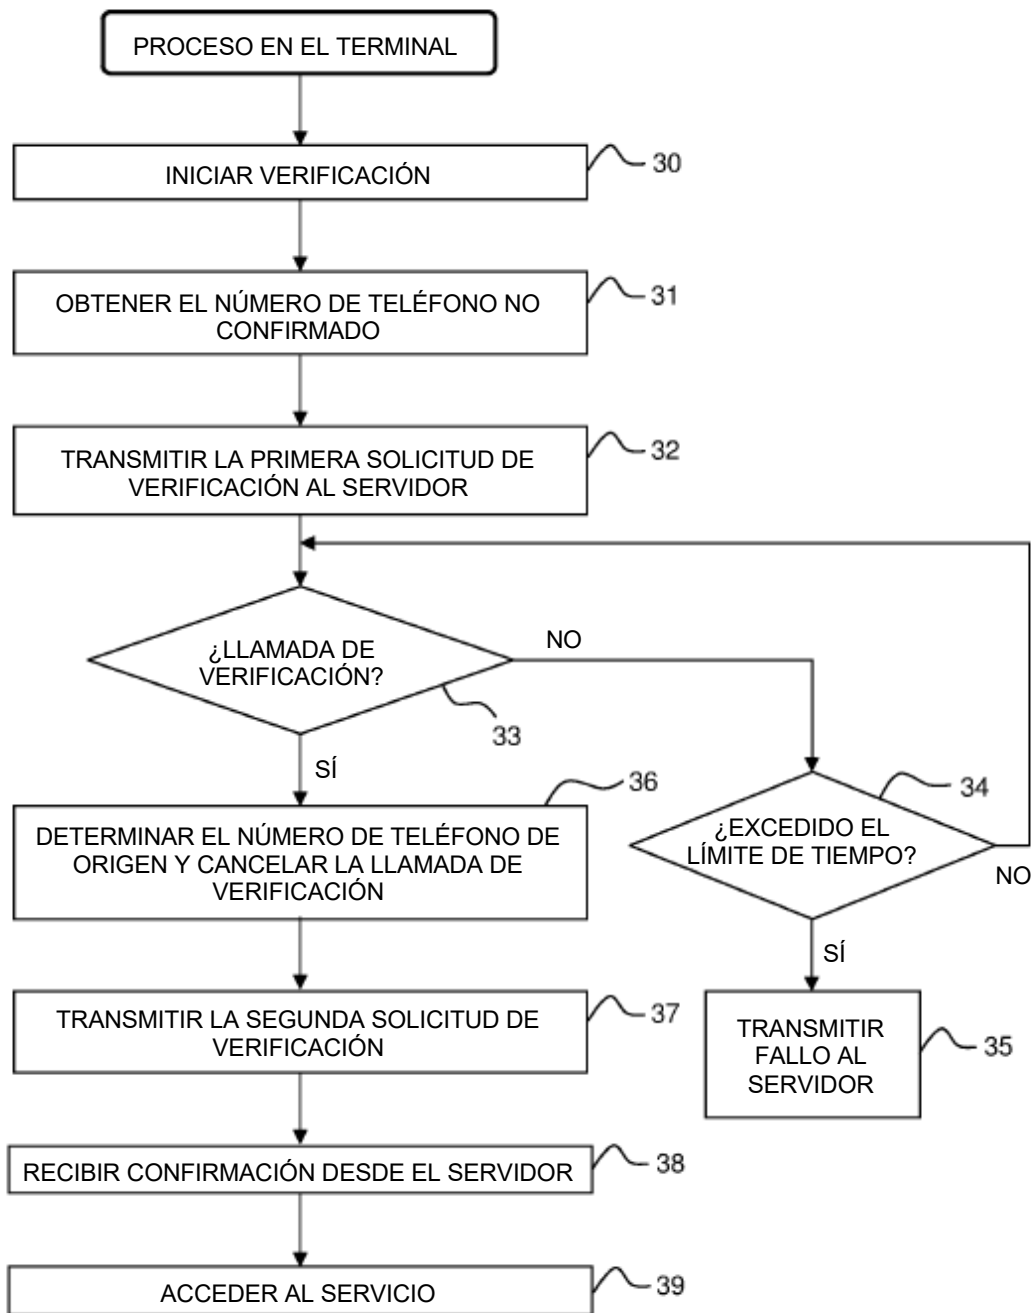 PROCESO EN EL TERMINAL
INICIAR VERIFICACIÓN
30
OBTENER EL NÚMERO DE TELÉFONO NO
CONFIRMADO
31
TRANSMITIR LA PRIMERA SOLICITUD DE
VERIFICACIÓN AL SERVIDOR
32
¿LLAMADA DE
VERIFICACIÓN?
NO
33
SÍ
34
¿EXCEDIDO EL
LÍMITE DE TIEMPO?
NO
SÍ
36
DETERMINAR EL NÚMERO DE TELÉFONO DE
ORIGEN Y CANCELAR LA LLAMADA DE
VERIFICACIÓN
TRANSMITIR LA SEGUNDA SOLICITUD DE
VERIFICACIÓN
37
TRANSMITIR
FALLO AL
SERVIDOR
35
RECIBIR CONFIRMACIÓN DESDE EL SERVIDOR
38
ACCEDER AL SERVICIO
39